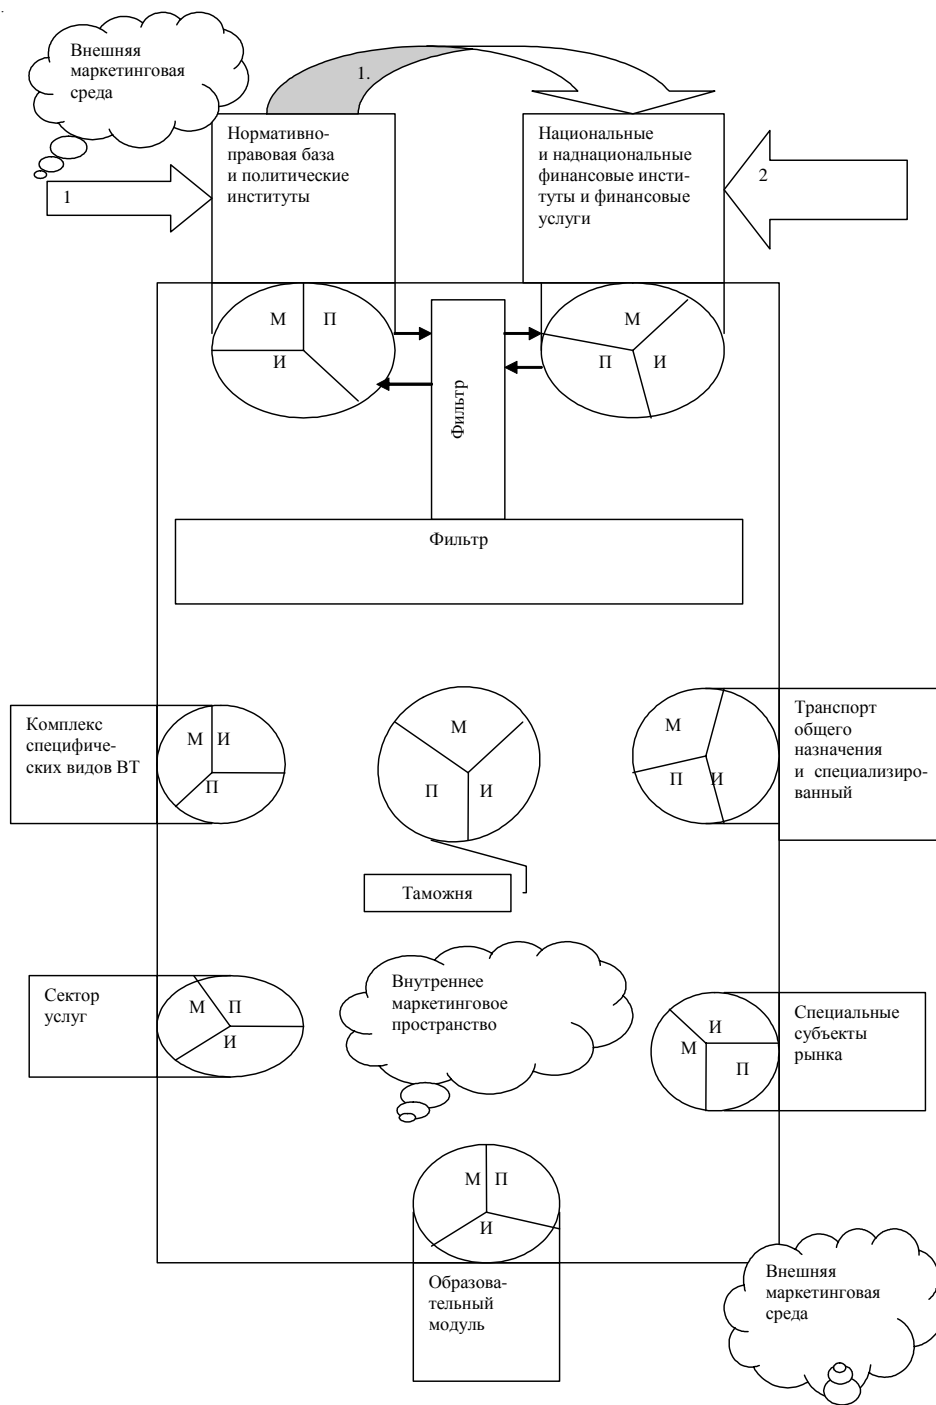 Внешняя
маркетинговая
среда
1.
Нормативно-
правовая база
и политические
институты
Национальные
и наднациональные
финансовые инсти-
туты и финансовые
услуги
1
2
М П
И
М
П И
Фильтр
Фильтр
Комплекс
специфиче-
ских видов ВТ
М И
П
М
П И
М
П И
Транспорт
общего
назначения
и специализиро-
ванный
Таможня
Сектор
услуг
М П
И
Внутреннее
маркетинговое
пространство
И
М
П
Специальные
субъекты
рынка
М П
И
Образова-
тельный
модуль
Внешняя
маркетинговая
среда